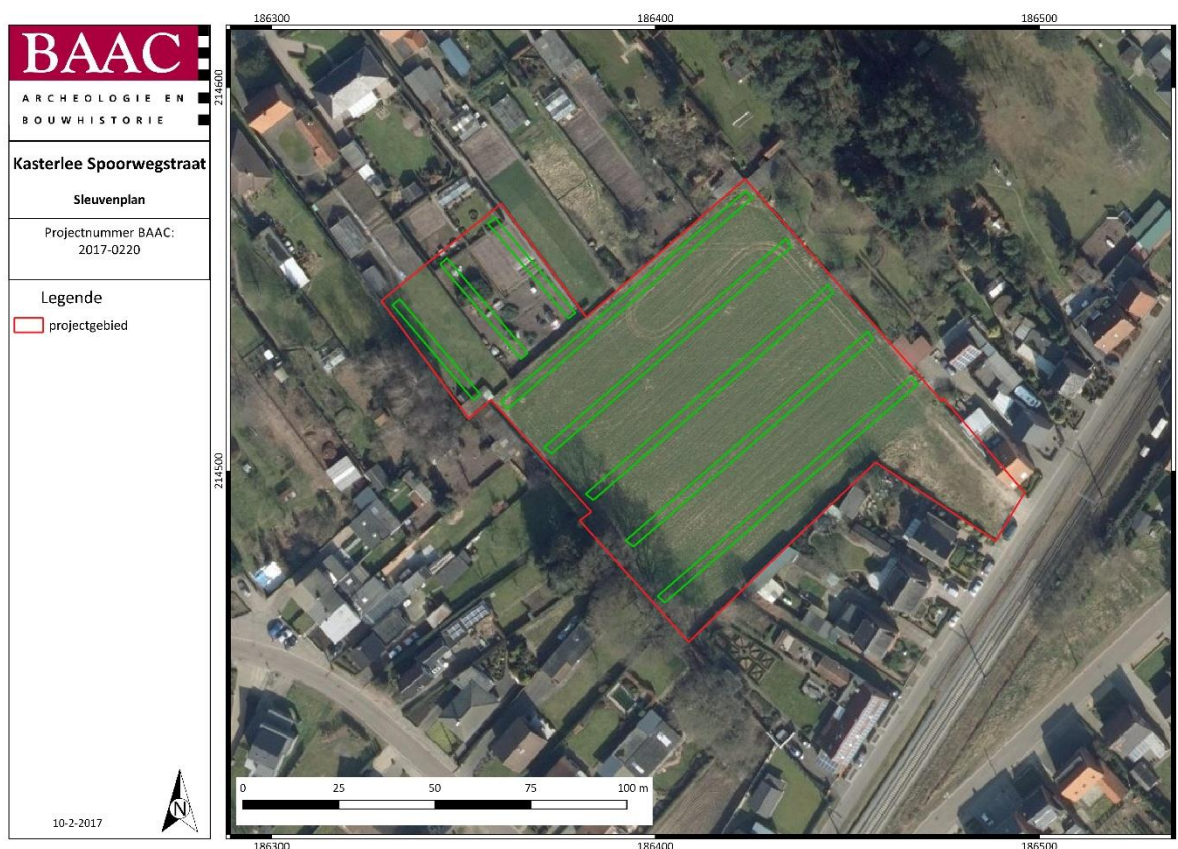 BAAC
ARCHEOLOGIE EN
BOUWHISTORIE
Kasterlee Spoorwegstraat
Sleuvenplan
Projectnummer BAAC:
2017-0220
Legende
projectgebied
10-2-2017
N
186300
186400
186500
214600
214500
0 25 50 75 100 m
186300
186400
186500